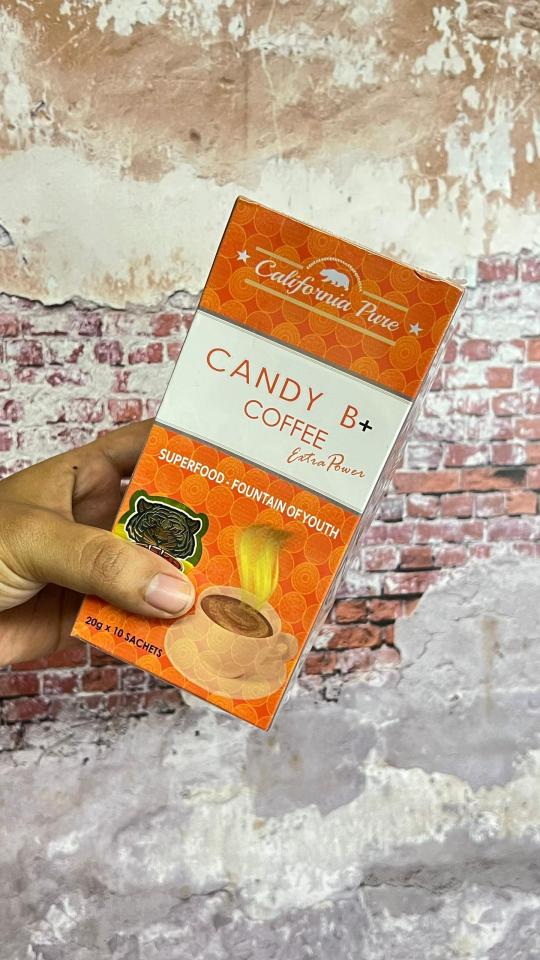 California Pure
CANDY B+
COFFEE
Extra Power
SUPERFOOD : FOUNTAIN OF YOUTH
20g x 10 SACHETS